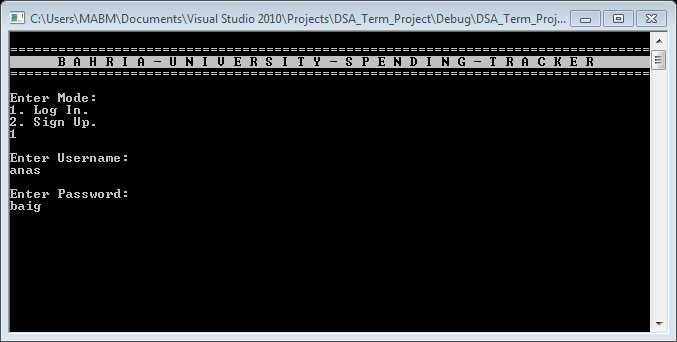 C:\Users\MABM\Documents\Visual Studio 2010\Projects\DSA_Term_Project\Debug\DSA_Term_Proj...
================================================================================
B A H R I A - U N I V E R S I T Y - S P E N D I N G - T R A C K E R
================================================================================
Enter Mode:
1. Log In.
2. Sign Up.
1
Enter Username:
anas
Enter Password:
baig